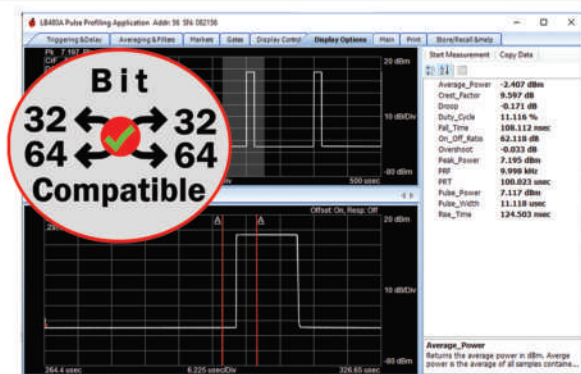 LB480A Pulse Profiling Application Addr: 56 SN: 082156
Triggering & Delay Averaging & Filters Markers Gates Display Control Display Options Main Print Store/Recall & Help
Pk 7.197
CrF
20 dBm
10 dB/Div
-80 dBm
500 usec
Bit
32 32
64 64
Compatible
Offset: On, Resp: Off
A A
20 dBm
10 dB/Div
-80 dBm
264.4 usec 6.225 usec/Div 326.65 usec
Start Measurement Copy Data
Average_Power -2.407 dBm
Crest_Factor 9.597 dB
Droop -0.171 dB
Duty_Cycle 11.116 %
Fall_Time 108.112 nsec
On_Off_Ratio 62.118 dB
Overshoot -0.033 dB
Peak_Power 7.195 dBm
PRF 9.998 kHz
PRT 100.023 usec
Pulse_Power 7.117 dBm
Pulse_Width 11.118 usec
Rise_Time 124.503 nsec
Average_Power
Returns the average power in dBm. Averge
power is the average of all samples containe...